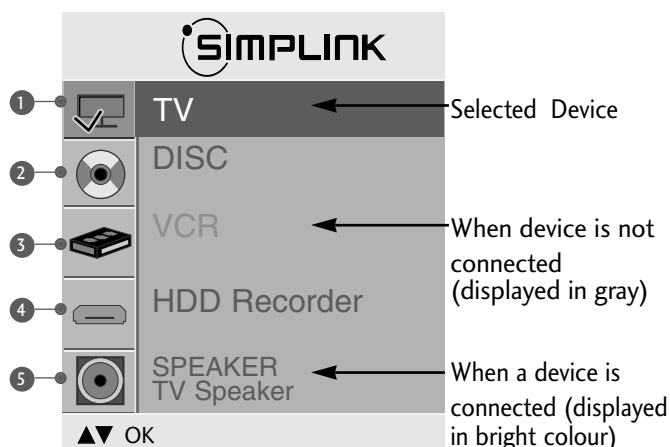 SIMPLINK
1 TV Selected Device
2 DISC
3 VCR When device is not
connected
(displayed in gray)
4 HDD Recorder
5 SPEAKER
TV Speaker
When a device is
connected (displayed
in bright colour)
▲▼ OK